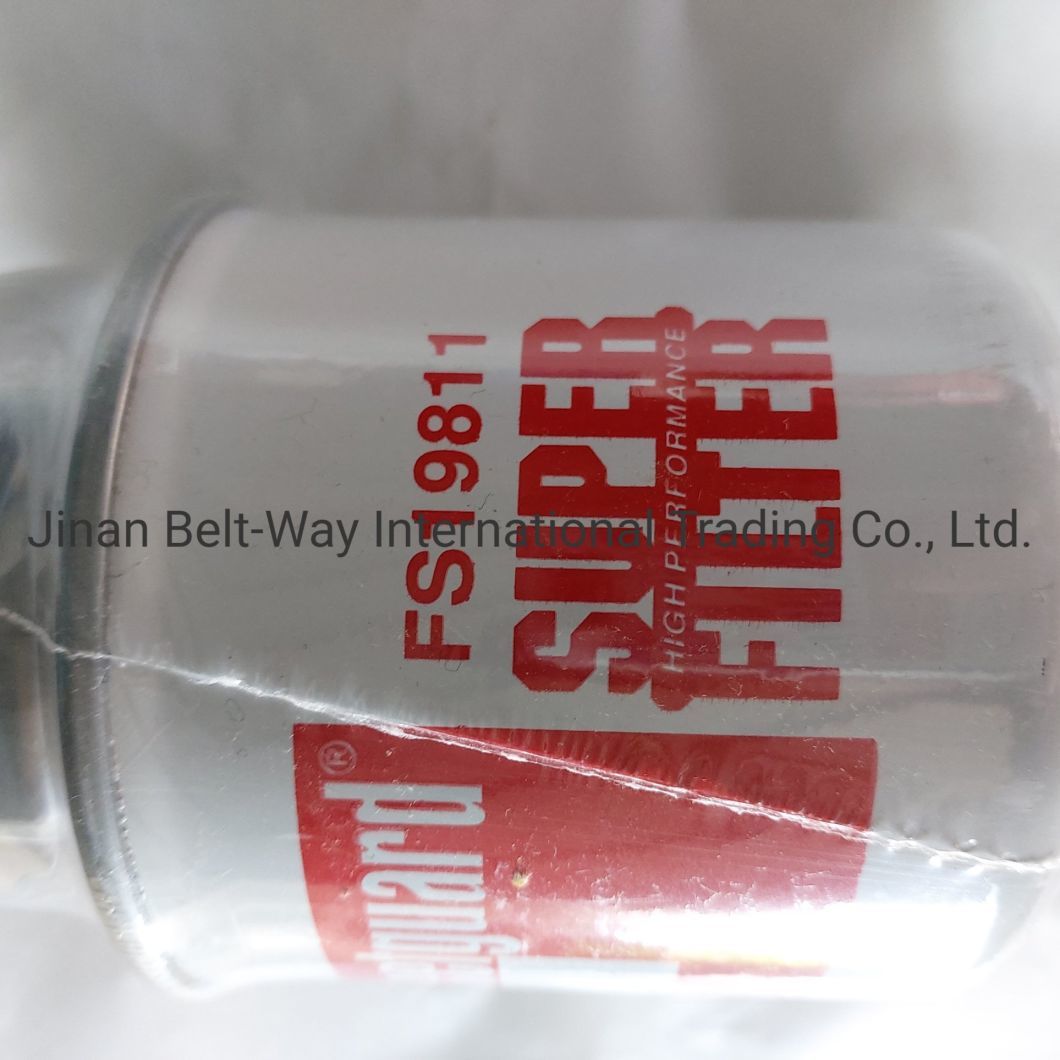 FS19811
SUPER
HIGH PERFORMANCE
FILTER
®
Jinan Belt-Way International Trading Co., Ltd.